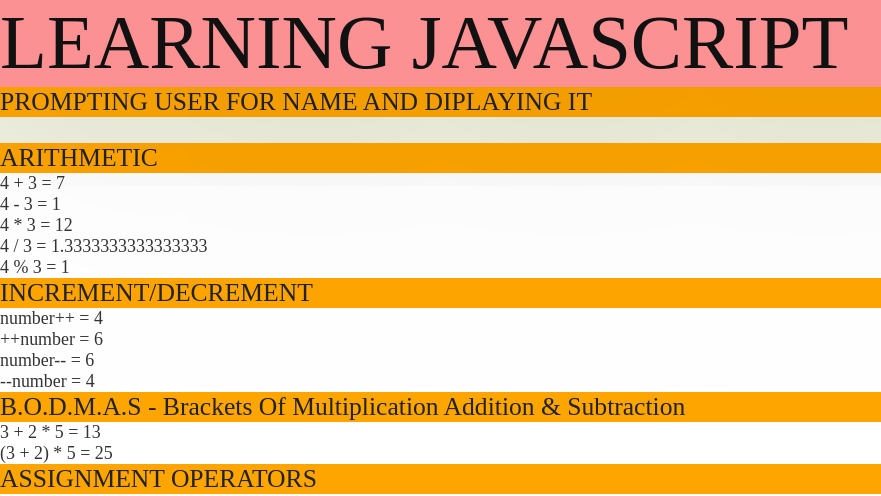 LEARNING JAVASCRIPT
PROMPTING USER FOR NAME AND DIPLAYING IT
ARITHMETIC
4 + 3 = 7
4 - 3 = 1
4 * 3 = 12
4 / 3 = 1.3333333333333333
4 % 3 = 1
INCREMENT/DECREMENT
number++ = 4
++number = 6
number-- = 6
--number = 4
B.O.D.M.A.S - Brackets Of Multiplication Addition & Subtraction
3 + 2 * 5 = 13
(3 + 2) * 5 = 25
ASSIGNMENT OPERATORS